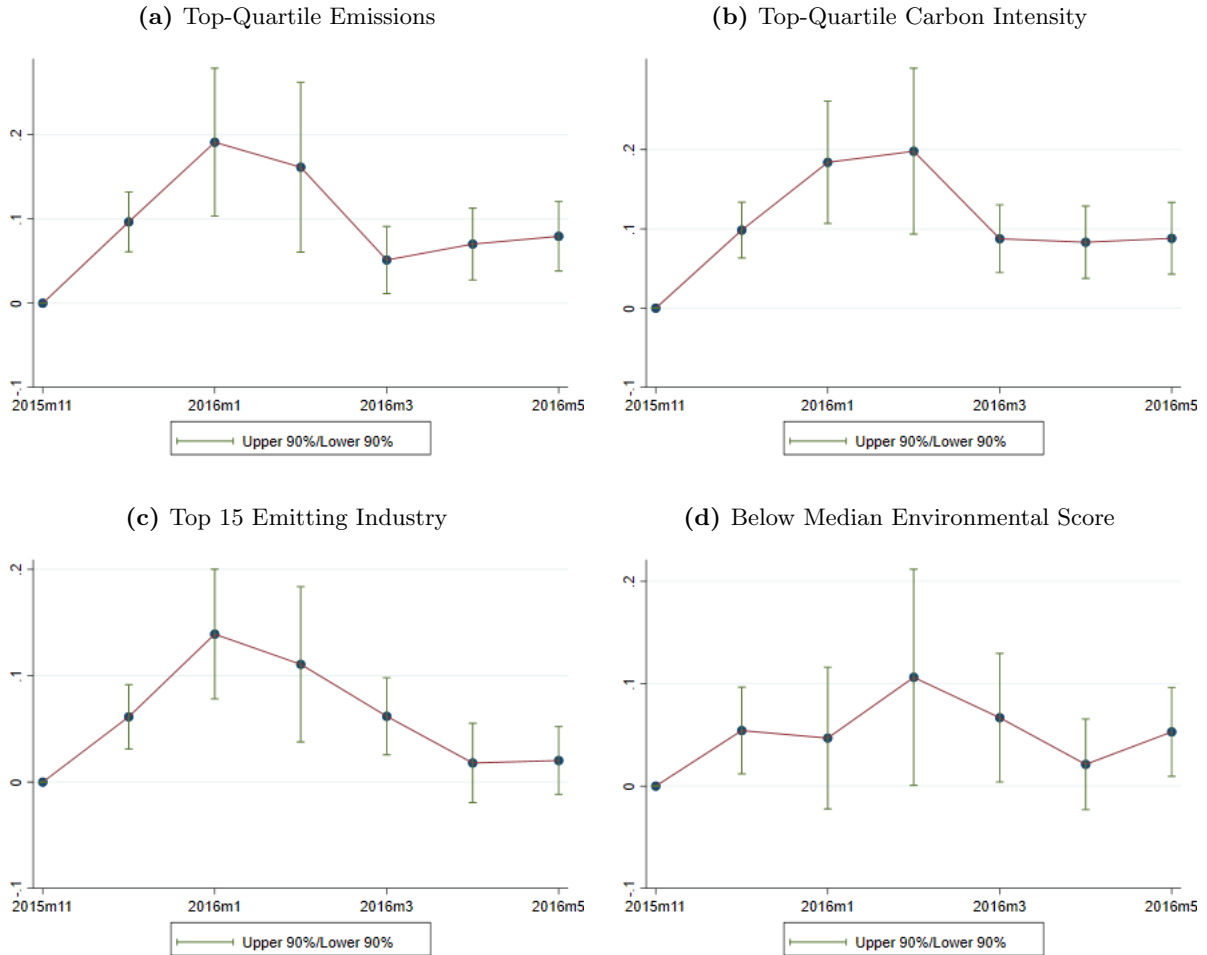 (a) Top-Quartile Emissions
.2
.1
0
-.1
2015m11 2016m1 2016m3 2016m5
Upper 90%/Lower 90%
(b) Top-Quartile Carbon Intensity
.2
.1
0
-.1
2015m11 2016m1 2016m3 2016m5
Upper 90%/Lower 90%
(c) Top 15 Emitting Industry
.2
.1
0
-.1
2015m11 2016m1 2016m3 2016m5
Upper 90%/Lower 90%
(d) Below Median Environmental Score
.2
.1
0
-.1
2015m11 2016m1 2016m3 2016m5
Upper 90%/Lower 90%